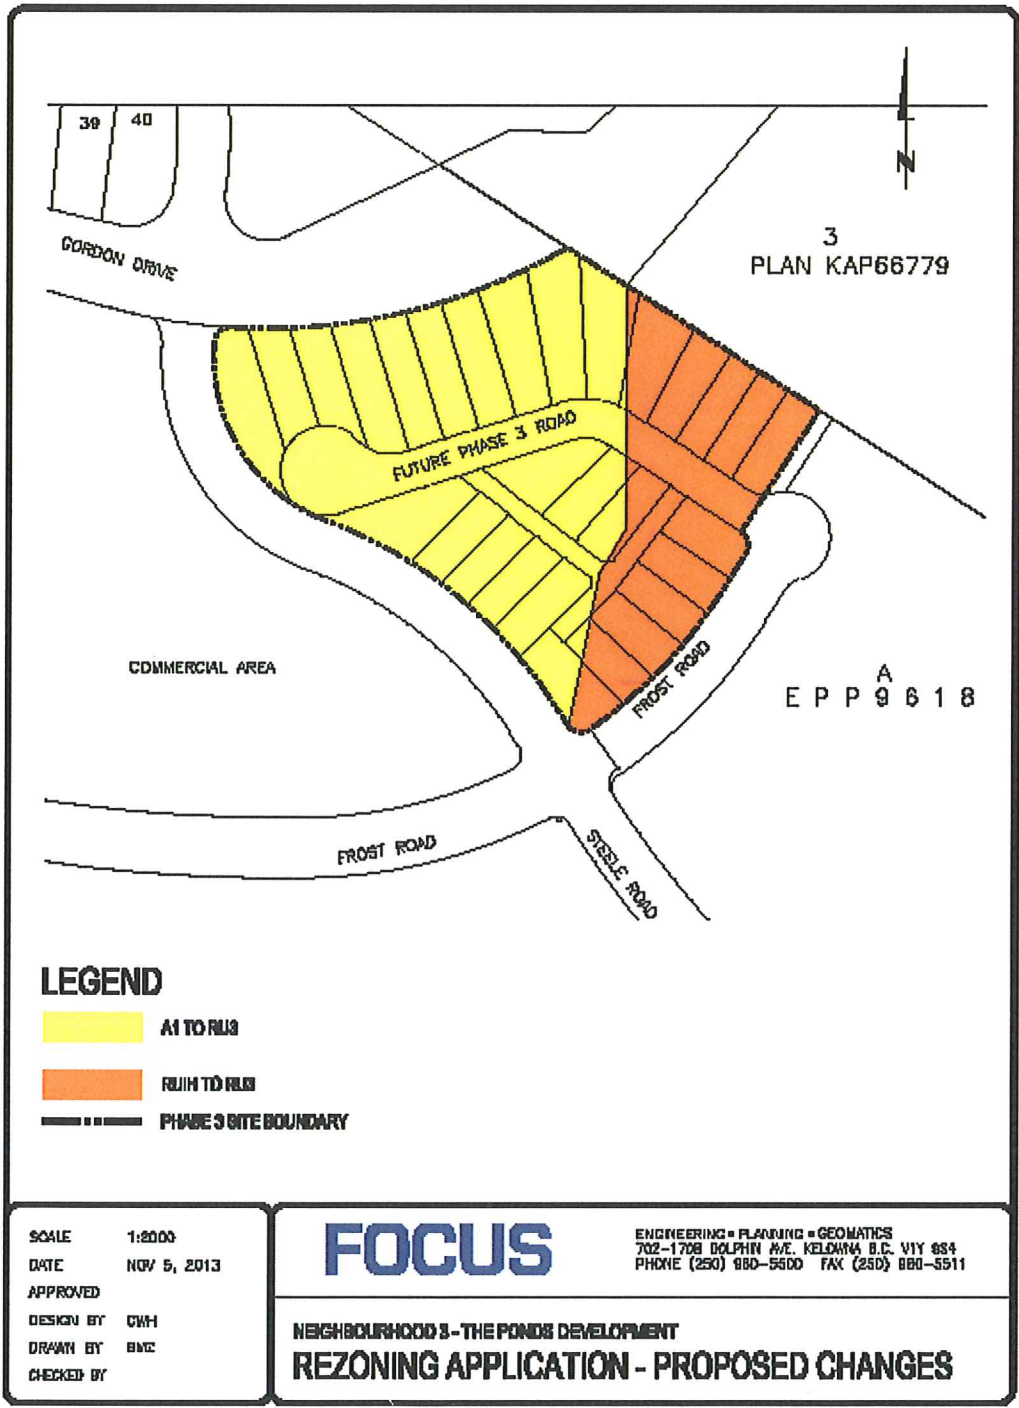 39 40
GORDON DRIVE
N
3
PLAN KAP66779
FUTURE PHASE 3 ROAD
COMMERCIAL AREA
FROST ROAD
A
EPP9618
FROST ROAD
STEELE ROAD
LEGEND
A1 TO RU3
RU1H TO RU3
PHASE 3 SITE BOUNDARY
SCALE 1:2000
DATE NOV 5, 2013
APPROVED
DESIGN BY CWH
DRAWN BY
CHECKED BY
FOCUS
ENGINEERING • PLANNING • GEOMATICS
702-1708 DOLPHIN AVE. KELOWNA B.C. V1Y 9S4
PHONE (250) 980-5500 FAX (250) 980-5511
NEIGHBOURHOOD 3 - THE PONDS DEVELOPMENT
REZONING APPLICATION - PROPOSED CHANGES